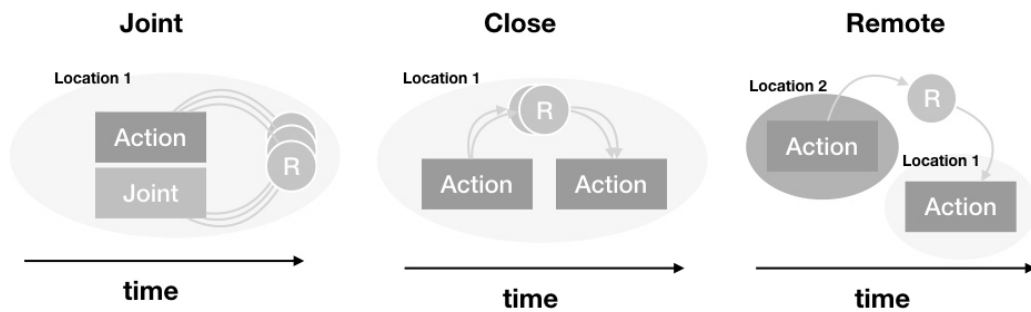 Joint
Location 1
Action
Joint
R
time
Close
Location 1
R
Action
Action
time
Remote
Location 2
R
Action
Location 1
Action
time